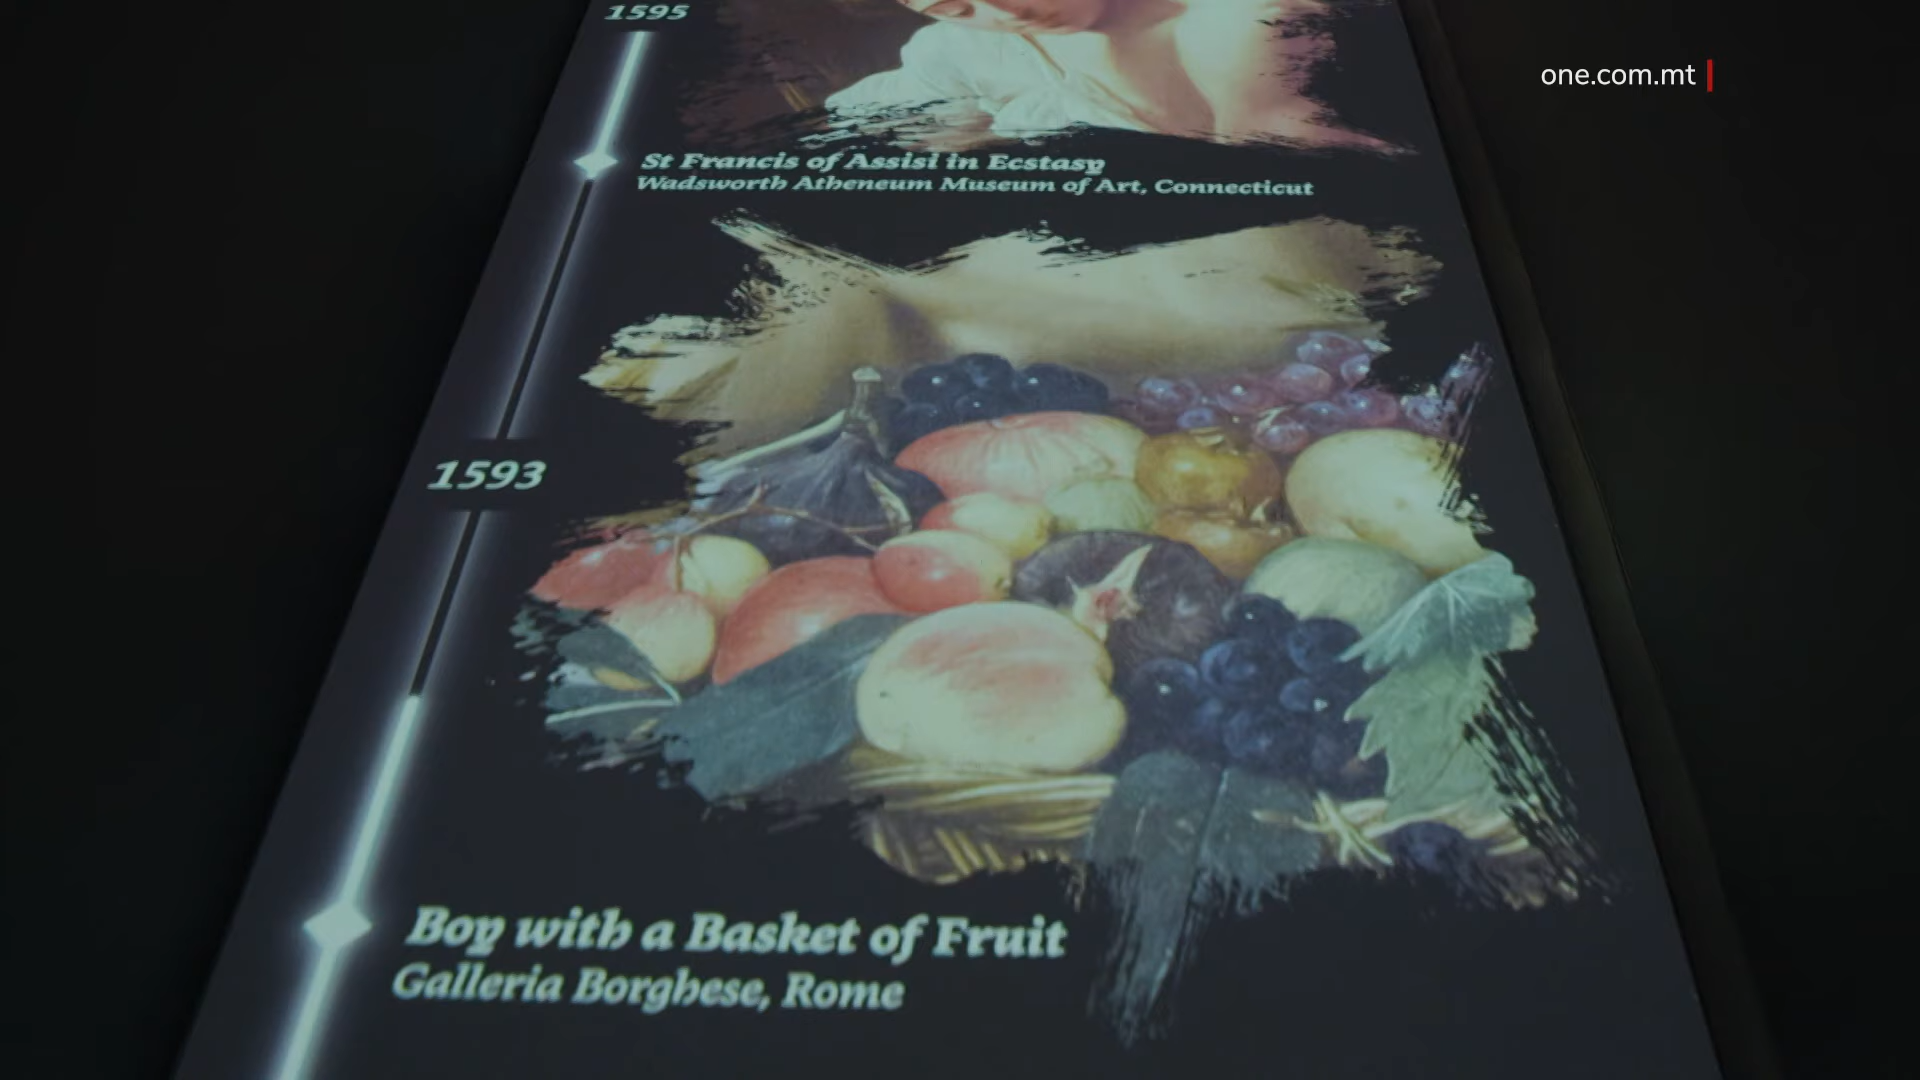 1595
one.com.mt
St Francis of Assisi in Ecstasy
Wadsworth Atheneum Museum of Art, Connecticut
1593
Boy with a Basket of Fruit
Galleria Borghese, Rome